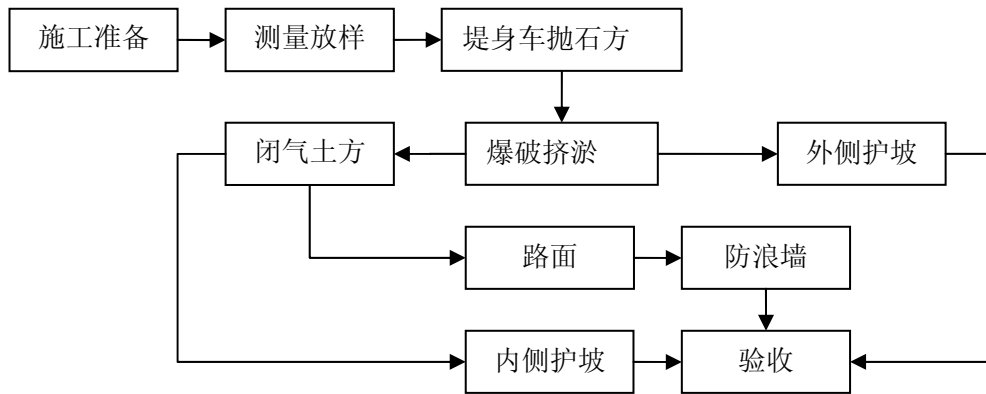 施工准备
测量放样
堤身车抛石方
闭气土方
爆破挤淤
外侧护坡
路面
防浪墙
内侧护坡
验收